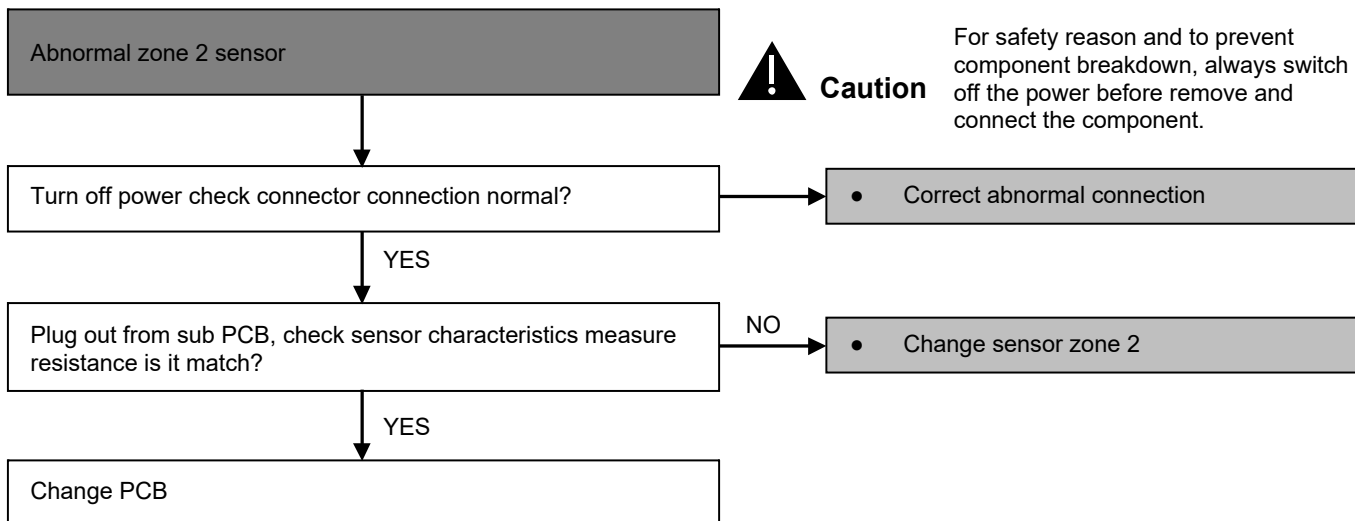 Abnormal zone 2 sensor
Caution
For safety reason and to prevent
component breakdown, always switch
off the power before remove and
connect the component.
Turn off power check connector connection normal?
● Correct abnormal connection
YES
Plug out from sub PCB, check sensor characteristics measure
resistance is it match?
NO
● Change sensor zone 2
YES
Change PCB